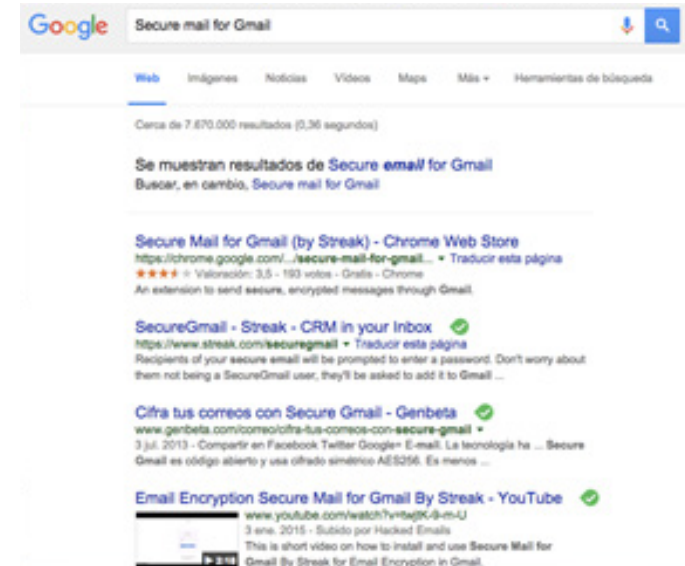 Google Secure mail for Gmail
Web Imágenes Noticias Vídeos Maps Más Herramientas de búsqueda
Cerca de 7.670.000 resultados (0,36 segundos)
Se muestran resultados de Secure email for Gmail
Buscar, en cambio, Secure mail for Gmail
Secure Mail for Gmail (by Streak) - Chrome Web Store
https://chrome.google.com/.../secure-mail-for-gmail... Traducir esta página
Valoración: 3,5 - 193 votos - Gratis - Chrome
An extension to send secure, encrypted messages through Gmail.
SecureGmail - Streak - CRM in your Inbox
https://www.streak.com/securegmail Traducir esta página
Recipients of your secure email will be prompted to enter a password. Don't worry about
them not being a SecureGmail user, they'll be asked to add it to Gmail ...
Cifra tus correos con Secure Gmail - Genbeta
www.genbeta.com/correo/cifra-tus-correos-con-secure-gmail
3 jul. 2013 - Compartir en Facebook Twitter Google+ E-mail. La tecnología ha ... Secure
Gmail es código abierto y usa cifrado simétrico AES256. Es menos ...
Email Encryption Secure Mail for Gmail By Streak - YouTube
3 ene. 2015 - Subido por Hacked Emails
This is short video on how to install and use Secure Mail for
Gmail By Streak for Email Encryption in Gmail.